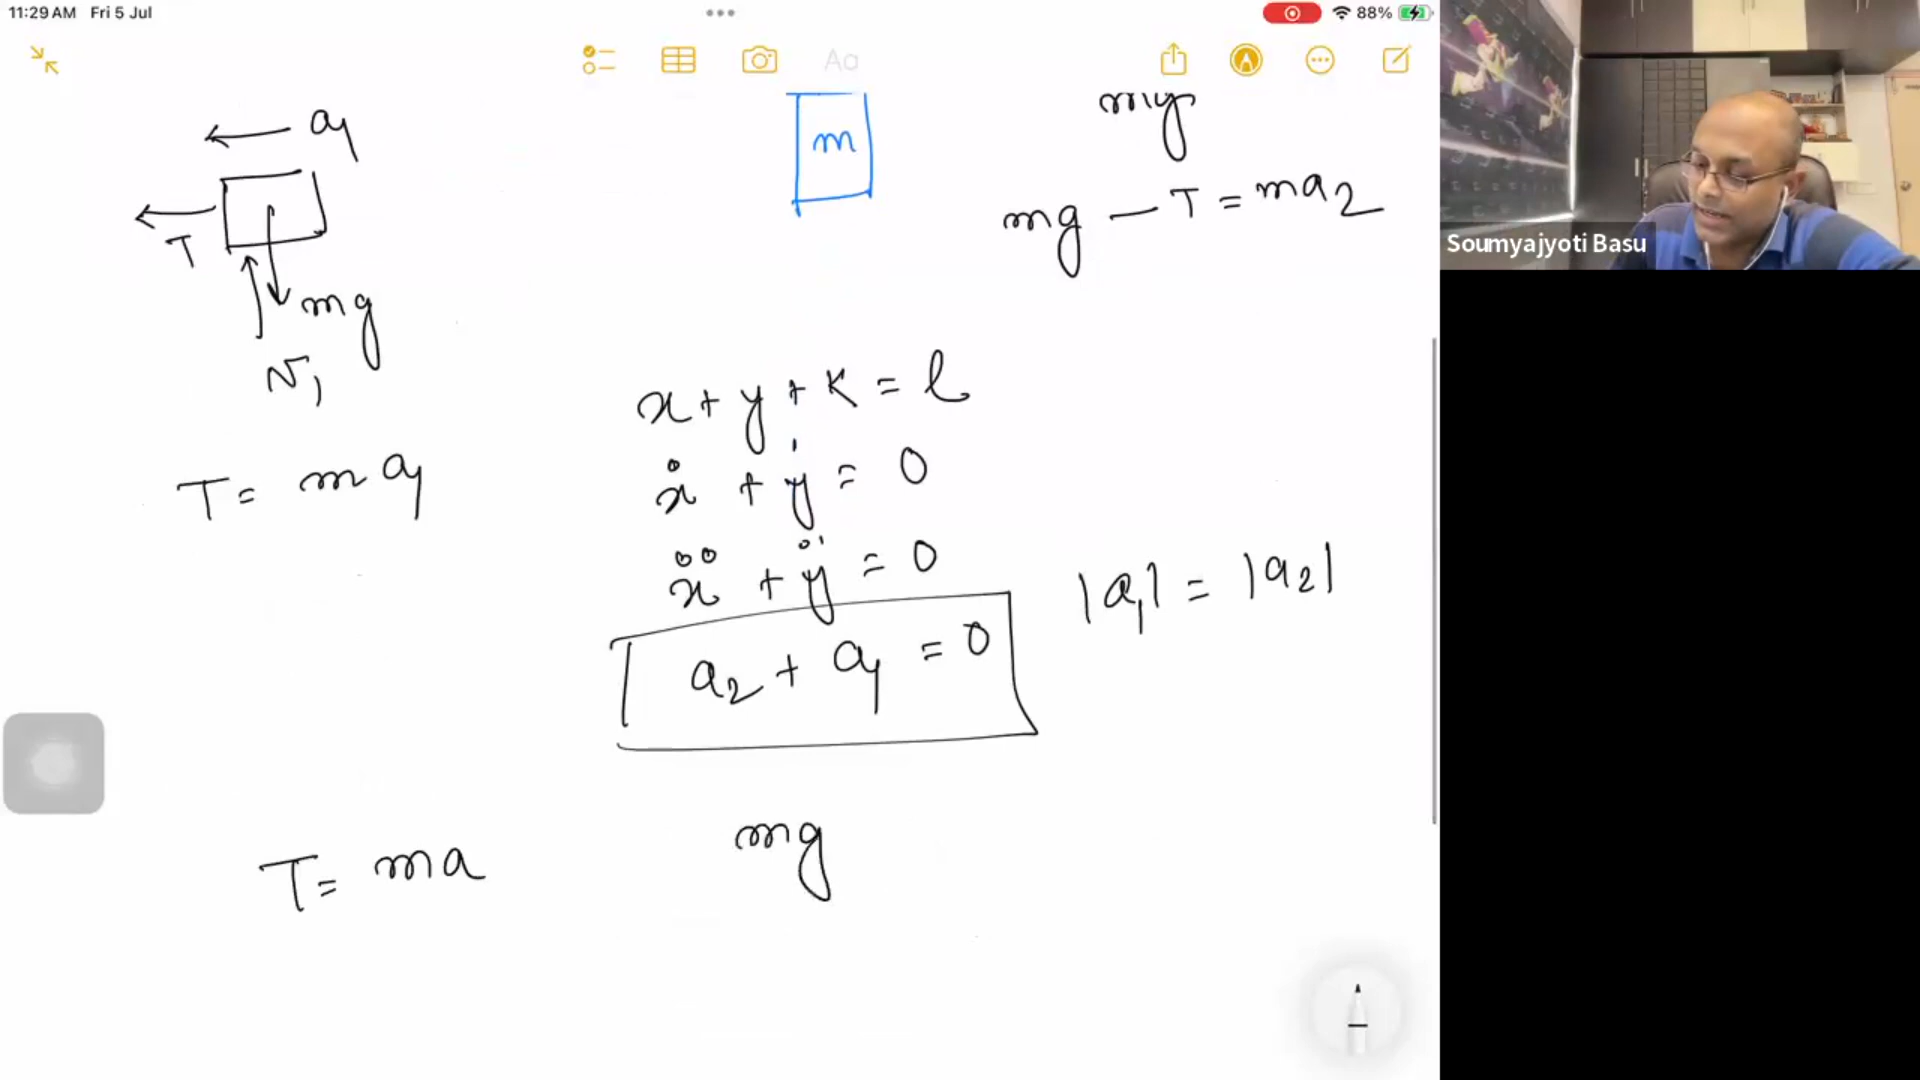 11:29 AM Fri 5 Jul
88%
Aa
a₁
T
mg
N₁
T = ma₁
m
mg
mg — T = ma₂
x + y + K = l
ẋ + ẏ = 0
ẍ + ÿ = 0
a₂ + a₁ = 0
|a₁| = |a₂|
T = ma
mg
Soumyajyoti Basu